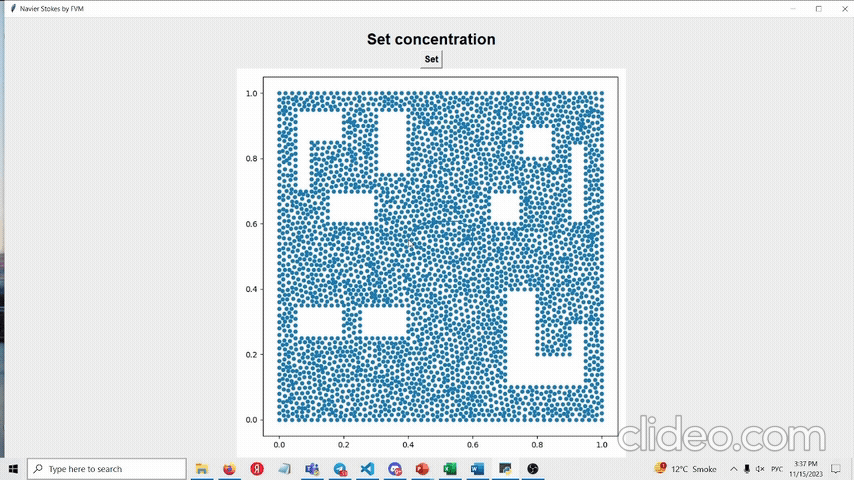 Navier Stokes by FVM
Set concentration
Set
1.0
0.8
0.6
0.4
0.2
0.0
0.0 0.2 0.4 0.6 0.8 1.0
clideo.com
Type here to search
12°C Smoke
РУС
3:37 PM
11/15/2023